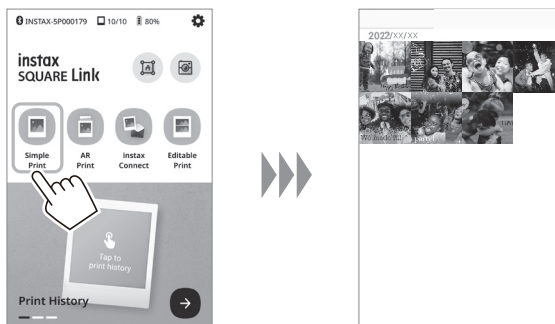 INSTAX-5P000179 10/10 80%
instax
SQUARE Link
Simple
Print
AR
Print
instax
Connect
Editable
Print
Tap to
print history
Print History
2022/XX/XX